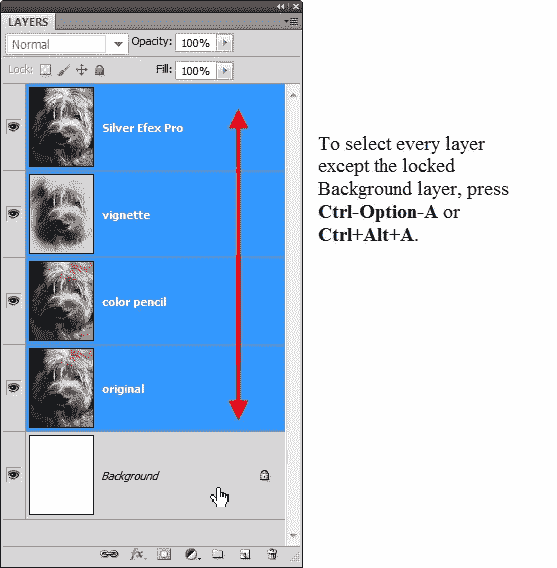 LAYERS
Normal
Opacity: 100%
Lock:
Fill: 100%
Silver Efex Pro
vignette
color pencil
original
Background
fx
To select every layer
except the locked
Background layer, press
Ctrl-Option-A or
Ctrl+Alt+A.